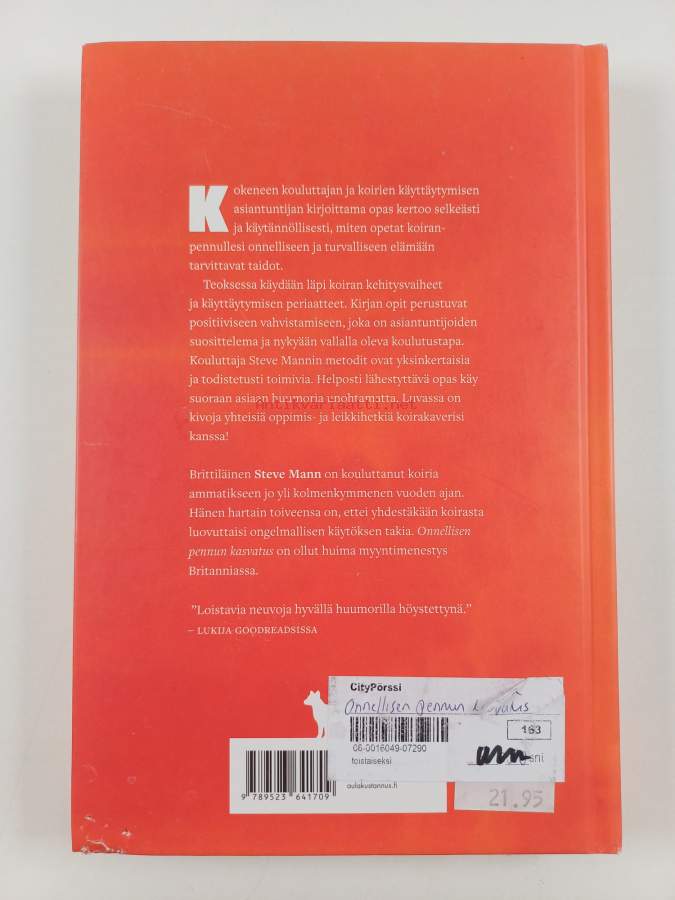 Kokeneen kouluttajan ja koirien käyttäytymisen
asiantuntijan kirjoittama opas kertoo selkeästi
ja käytännöllisesti, miten opetat koiran-
pennullesi onnelliseen ja turvalliseen elämään
tarvittavat taidot.
Teoksessa käydään läpi koiran kehitysvaiheet
ja käyttäytymisen periaatteet. Kirjan opit perustuvat
positiiviseen vahvistamiseen, joka on asiantuntijoiden
suosittelema ja nykyään vallalla oleva koulutustapa.
Kouluttaja Steve Mannin metodit ovat yksinkertaisia
ja todistetusti toimivia. Helposti lähestyttävä opas käy
suoraan asiaan huumoria unohtamatta. Luvassa on
Antikvariaatti.net
kivoja yhteisiä oppimis- ja leikkihetkiä koirakaverisi
kanssa!
Brittiläinen Steve Mann on kouluttanut koiria
ammatikseen jo yli kolmenkymmenen vuoden ajan.
Hänen hartain toiveensa on, ettei yhdestäkään koirasta
luovuttaisi ongelmallisen käytöksen takia. Onnellisen
pennun kasvatus on ollut huima myyntimenestys
Britanniassa.
”Loistavia neuvoja hyvällä huumorilla höystettynä.”
– LUKIJA GOODREADSISSA
CityPörssi
Onnellisen pennun
163
06-0016049-07290
toistaiseksi
21.95
9 789523 641709
aulakustannus.fi